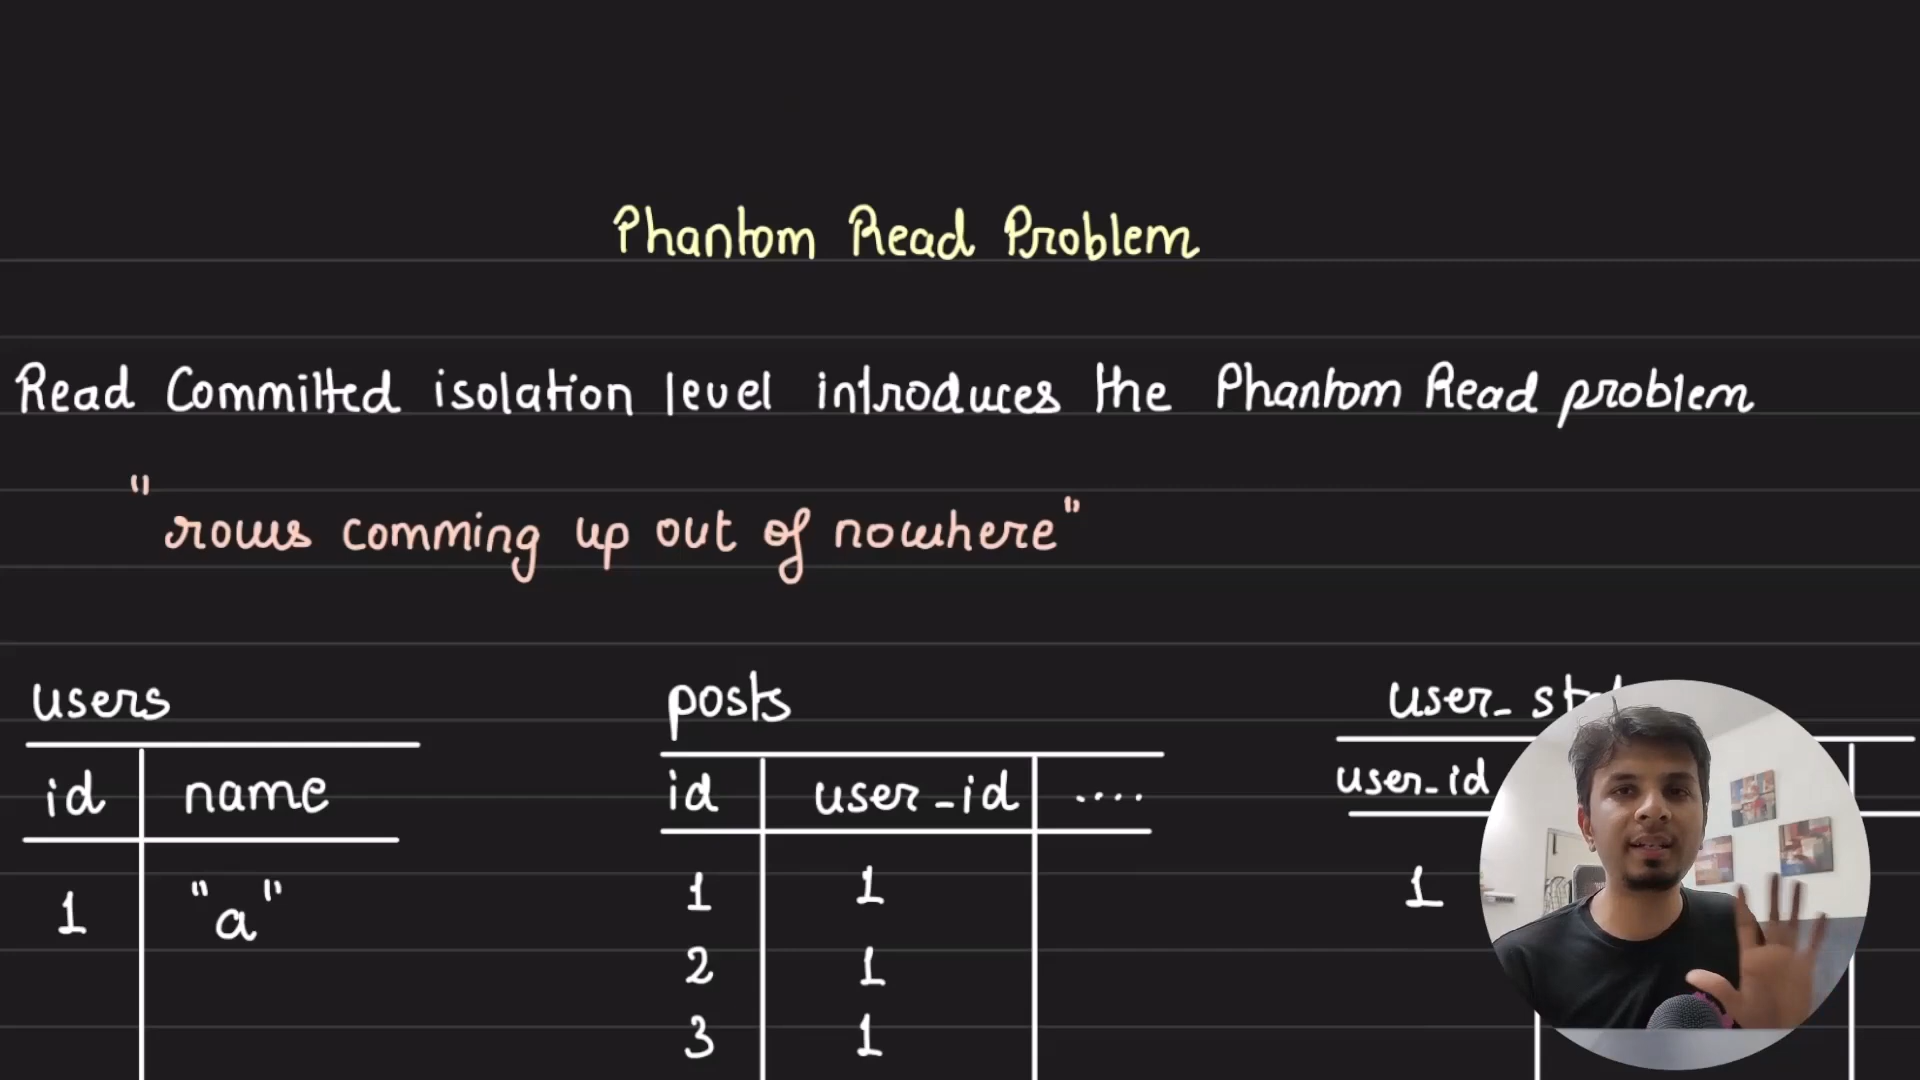 Phantom Read Problem
Read Committed isolation level introduces the Phantom Read problem
"rows comming up out of nowhere"
users
id name
1 "a"
posts
id user_id ....
1 1
2 1
3 1
user_id
1